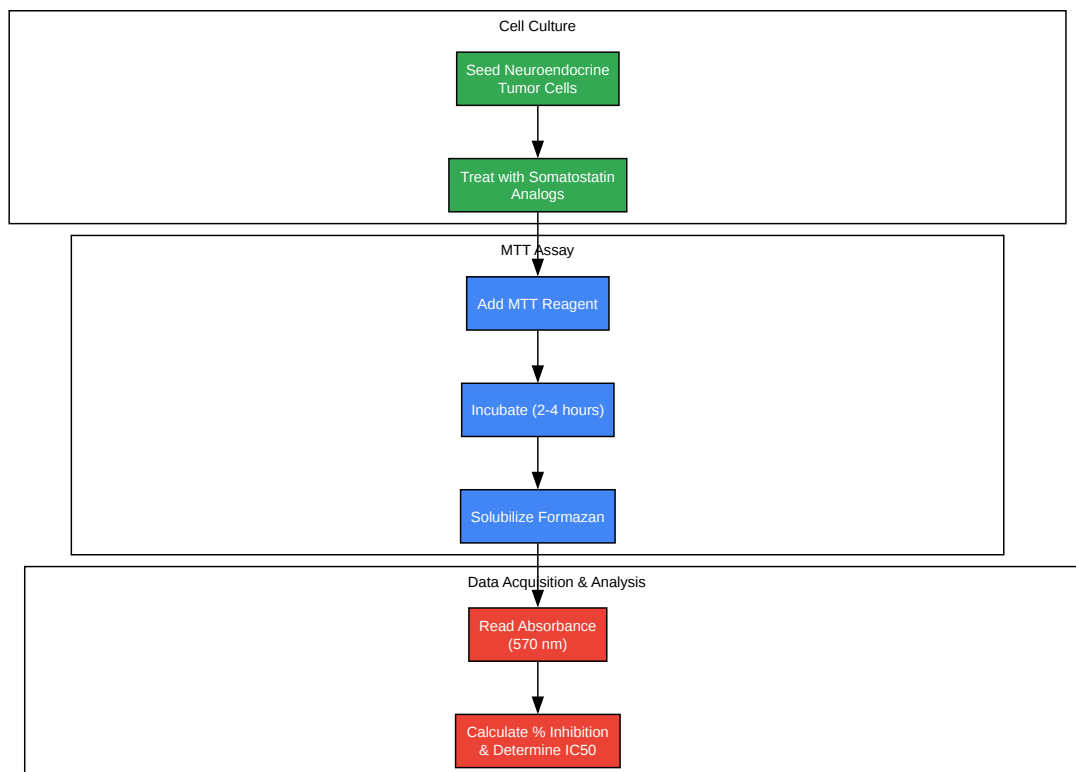 Cell Culture
Seed Neuroendocrine
Tumor Cells
Treat with Somatostatin
Analogs
MTT Assay
Add MTT Reagent
Incubate (2-4 hours)
Solubilize Formazan
Data Acquisition & Analysis
Read Absorbance
(570 nm)
Calculate % Inhibition
& Determine IC50